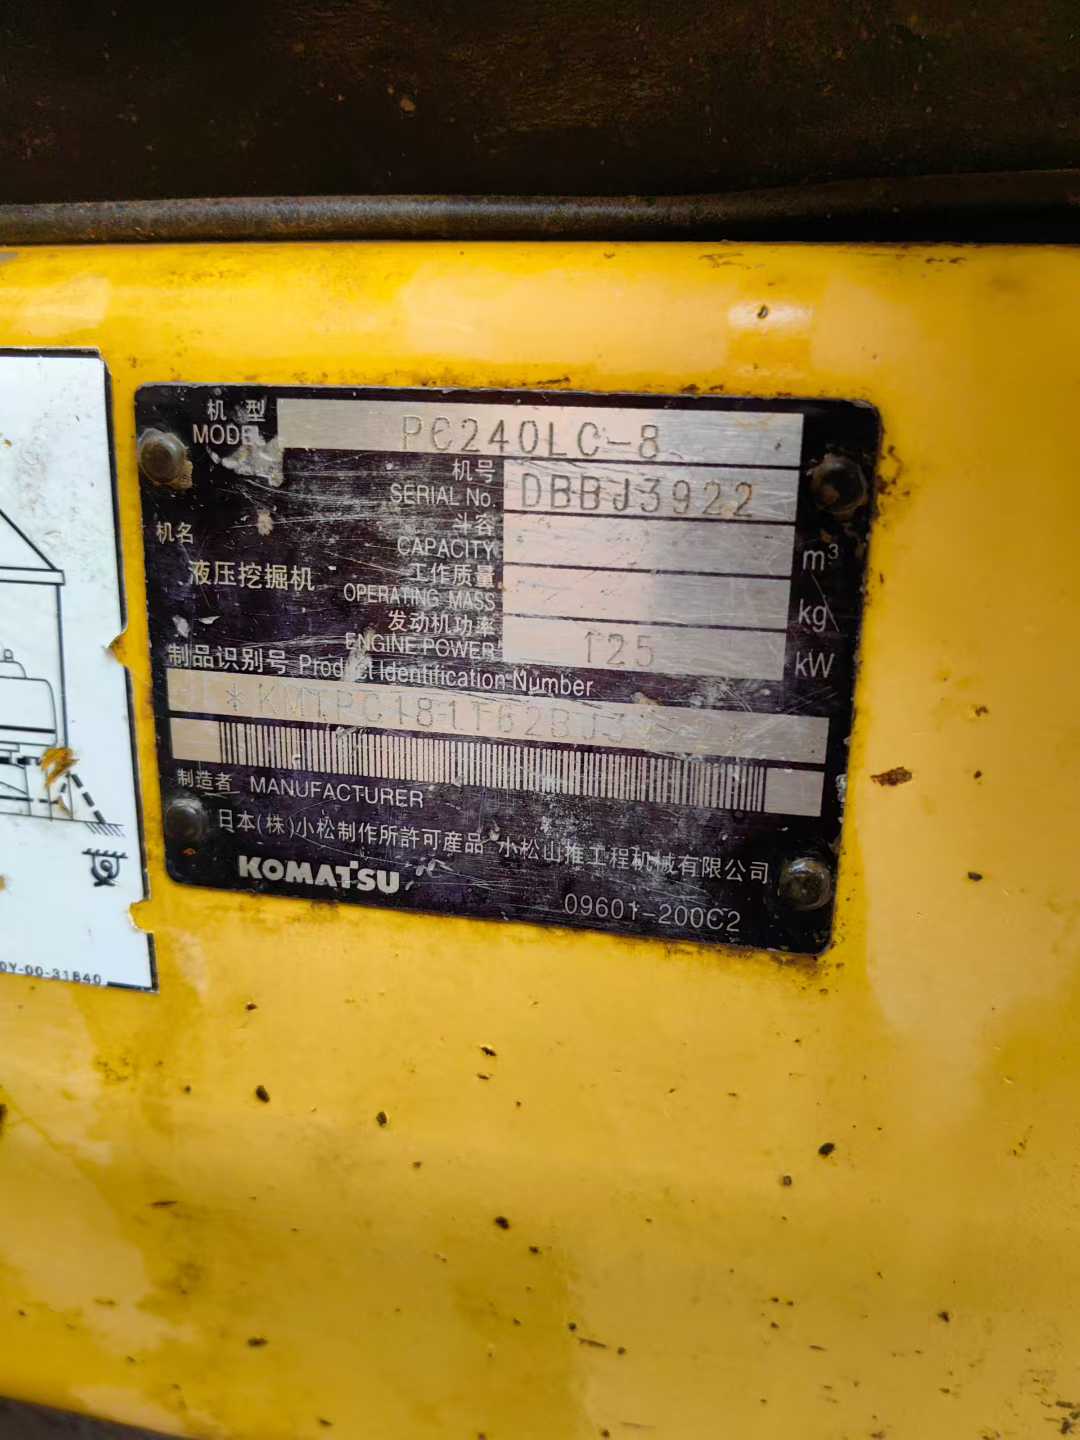 机 型
MODEL PC240LC-8
机号
SERIAL No. DBBJ3922
斗容
CAPACITY m³
机名
工作质量
液压挖掘机
OPERATING MASS kg
发动机功率
ENGINE POWER 125 kW
制品识别号 Product Identification Number
制造者 MANUFACTURER
日本(株)小松制作所許可産品 小松山推工程机械有限公司
KOMATSU
09601-200C2